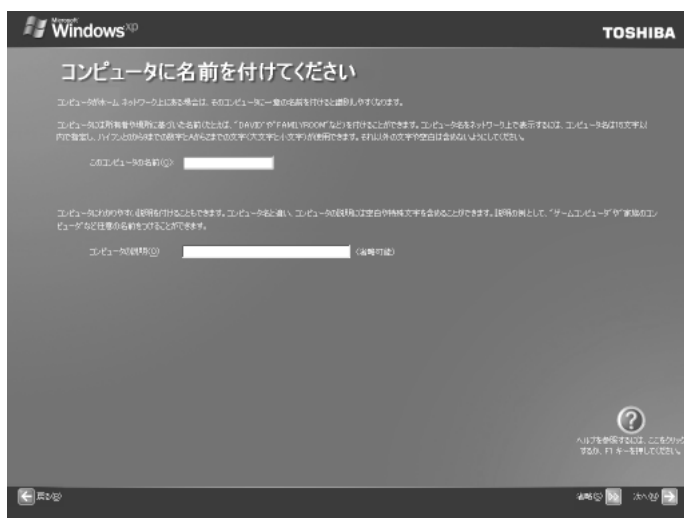 Microsoft
Windows xp
TOSHIBA
コンピュータに名前を付けてください
コンピュータがホーム ネットワーク上にある場合は、そのコンピュータに一意の名前を付けると識別しやすくなります。
コンピュータには所有者や場所に基づいた名前(たとえば、"DAVID" や "FAMILYROOM" など)を付けることができます。コンピュータ名をネットワーク上で表示するには、コンピュータ名は15文字以
内で指定し、ハイフンと0から9までの数字とAからZまでの文字(大文字と小文字)が使用できます。それ以外の文字や空白は含めないようにしてください。
このコンピュータの名前(C):
コンピュータにわかりやすい説明を付けることもできます。コンピュータ名と違い、コンピュータの説明には空白や特殊文字を含めることができます。説明の例として、"ゲームコンピュータ" や "家族のコン
ピュータ" など任意の名前をつけることができます。
コンピュータの説明(O):
(省略可能)
ヘルプを参照するには、ここをクリック
するか、F1 キーを押してください。
戻る(B)
省略(S)
次へ(N)